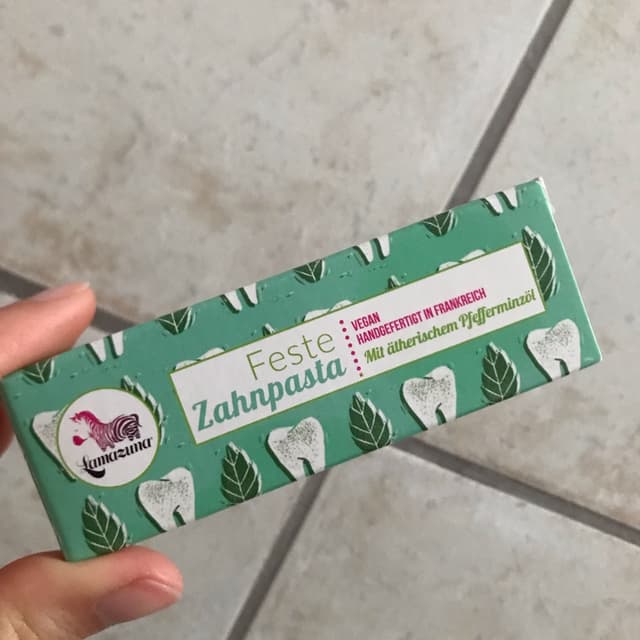 Feste
Zahnpasta
VEGAN
HANDGEFERTIGT IN FRANKREICH
Mit ätherischem Pfefferminzöl
Lamazuna